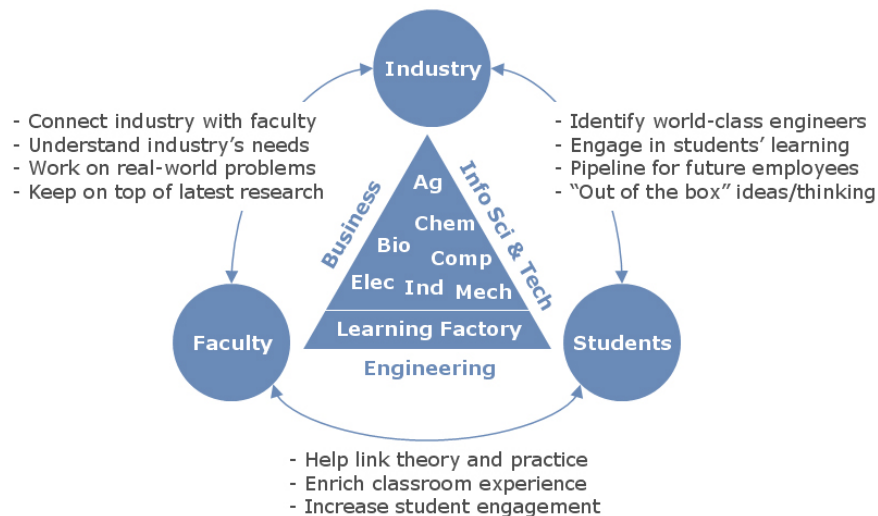 Industry
- Connect industry with faculty
- Understand industry’s needs
- Work on real-world problems
- Keep on top of latest research
- Identify world-class engineers
- Engage in students’ learning
- Pipeline for future employees
- “Out of the box” ideas/thinking
Business
Info Sci & Tech
Ag
Chem
Bio
Comp
Elec
Ind
Mech
Learning Factory
Engineering
Faculty
Students
- Help link theory and practice
- Enrich classroom experience
- Increase student engagement